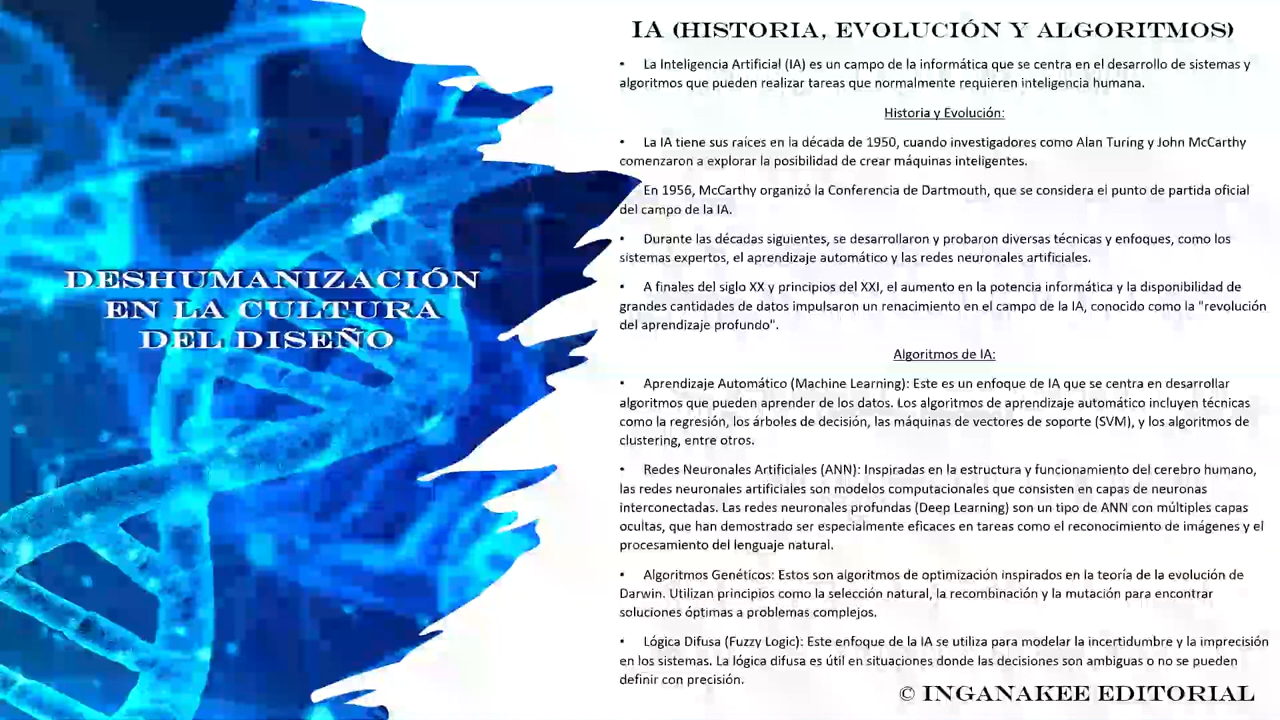 DESHUMANIZACIÓN
EN LA CULTURA
DEL DISEÑO
IA (HISTORIA, EVOLUCIÓN Y ALGORITMOS)
• La Inteligencia Artificial (IA) es un campo de la informática que se centra en el desarrollo de sistemas y
algoritmos que pueden realizar tareas que normalmente requieren inteligencia humana.
Historia y Evolución:
• La IA tiene sus raíces en la década de 1950, cuando investigadores como Alan Turing y John McCarthy
comenzaron a explorar la posibilidad de crear máquinas inteligentes.
En 1956, McCarthy organizó la Conferencia de Dartmouth, que se considera el punto de partida oficial
del campo de la IA.
• Durante las décadas siguientes, se desarrollaron y probaron diversas técnicas y enfoques, como los
sistemas expertos, el aprendizaje automático y las redes neuronales artificiales.
• A finales del siglo XX y principios del XXI, el aumento en la potencia informática y la disponibilidad de
grandes cantidades de datos impulsaron un renacimiento en el campo de la IA, conocido como la "revolución
del aprendizaje profundo".
Algoritmos de IA:
• Aprendizaje Automático (Machine Learning): Este es un enfoque de IA que se centra en desarrollar
algoritmos que pueden aprender de los datos. Los algoritmos de aprendizaje automático incluyen técnicas
como la regresión, los árboles de decisión, las máquinas de vectores de soporte (SVM), y los algoritmos de
clustering, entre otros.
• Redes Neuronales Artificiales (ANN): Inspiradas en la estructura y funcionamiento del cerebro humano,
las redes neuronales artificiales son modelos computacionales que consisten en capas de neuronas
interconectadas. Las redes neuronales profundas (Deep Learning) son un tipo de ANN con múltiples capas
ocultas, que han demostrado ser especialmente eficaces en tareas como el reconocimiento de imágenes y el
procesamiento del lenguaje natural.
• Algoritmos Genéticos: Estos son algoritmos de optimización inspirados en la teoría de la evolución de
Darwin. Utilizan principios como la selección natural, la recombinación y la mutación para encontrar
soluciones óptimas a problemas complejos.
• Lógica Difusa (Fuzzy Logic): Este enfoque de la IA se utiliza para modelar la incertidumbre y la imprecisión
en los sistemas. La lógica difusa es útil en situaciones donde las decisiones son ambiguas o no se pueden
definir con precisión.
© INGANAKEE EDITORIAL